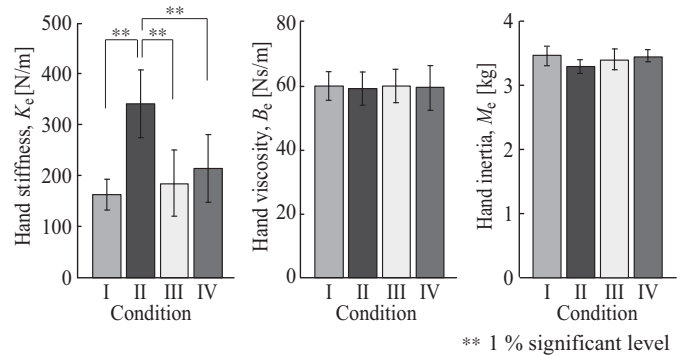 Hand stiffness, Ke [N/m]
500
400
300
200
100
0
**
**
**
I II III IV
Condition
Hand viscosity, Be [Ns/m]
80
60
40
20
0
I II III IV
Condition
Hand inertia, Me [kg]
4
3
2
1
0
I II III IV
Condition
** 1 % significant level